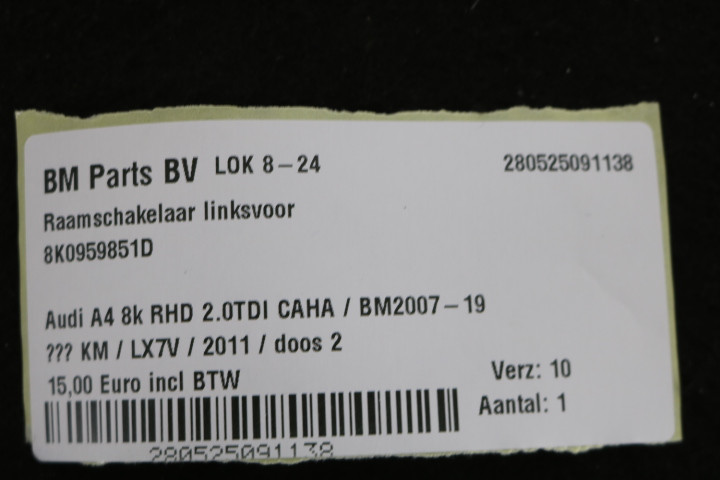 BM Parts BV LOK 8-24 280525091138
Raamschakelaar linksvoor
8K0959851D
Audi A4 8k RHD 2.0TDI CAHA / BM2007-19
??? KM / LX7V / 2011 / doos 2
15,00 Euro incl BTW
Verz: 10
Aantal: 1
280525091138